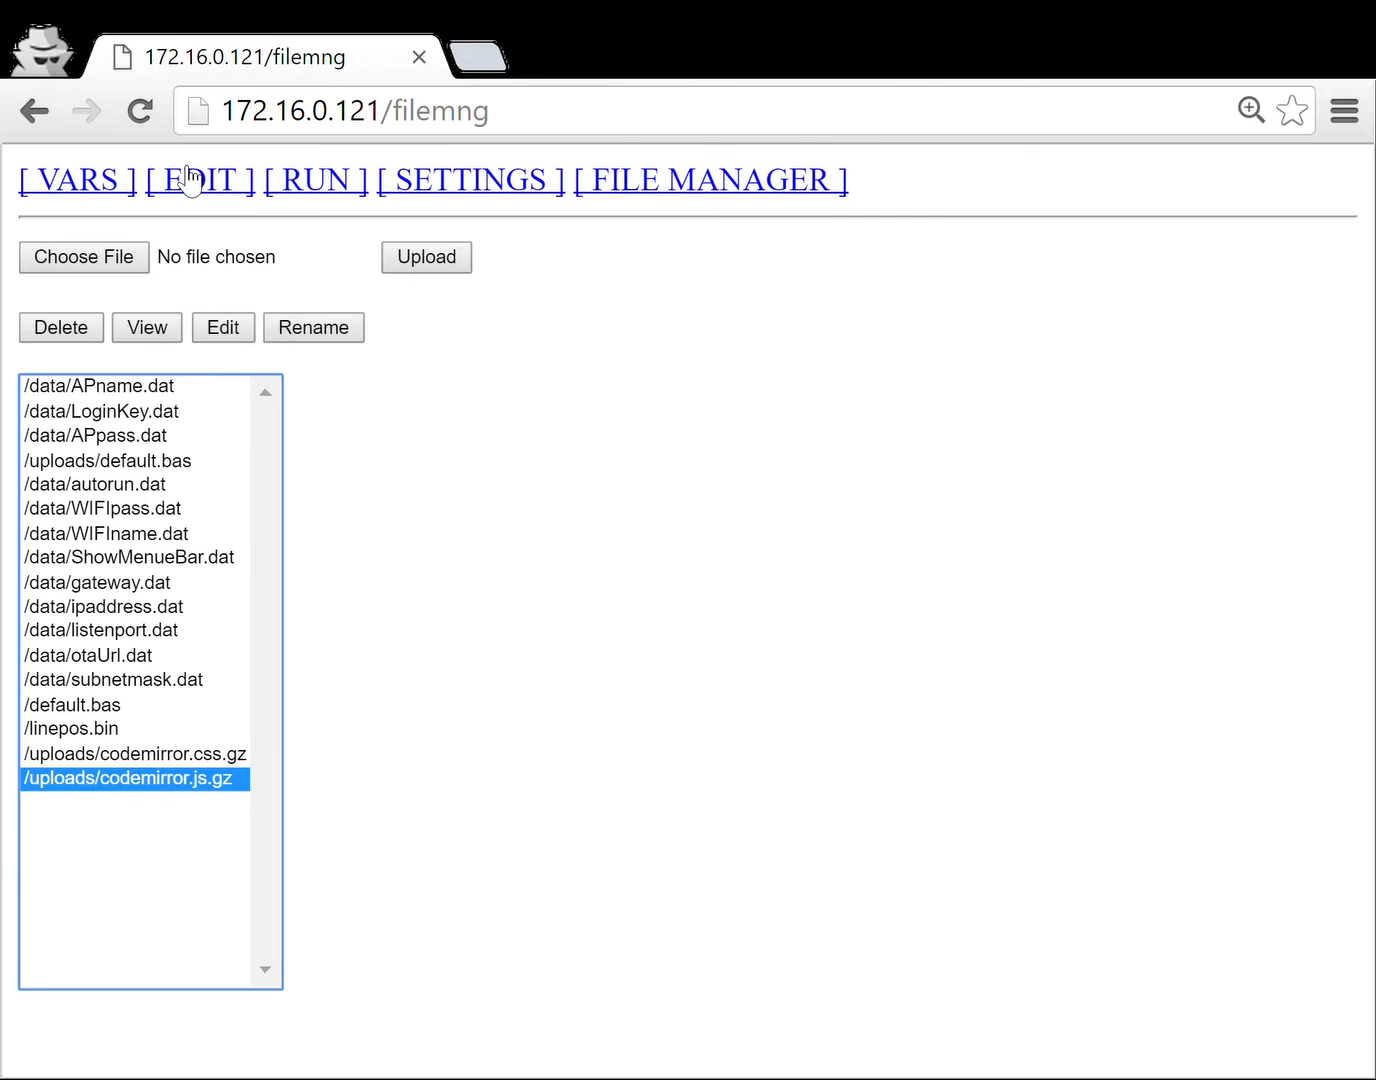 172.16.0.121/filemng
172.16.0.121/filemng
[ VARS ] [ EDIT ] [ RUN ] [ SETTINGS ] [ FILE MANAGER ]
Choose File No file chosen Upload
Delete View Edit Rename
/data/APname.dat
/data/LoginKey.dat
/data/APpass.dat
/uploads/default.bas
/data/autorun.dat
/data/WIFIpass.dat
/data/WIFIname.dat
/data/ShowMenueBar.dat
/data/gateway.dat
/data/ipaddress.dat
/data/listenport.dat
/data/otaUrl.dat
/data/subnetmask.dat
/default.bas
/linepos.bin
/uploads/codemirror.css.gz
/uploads/codemirror.js.gz